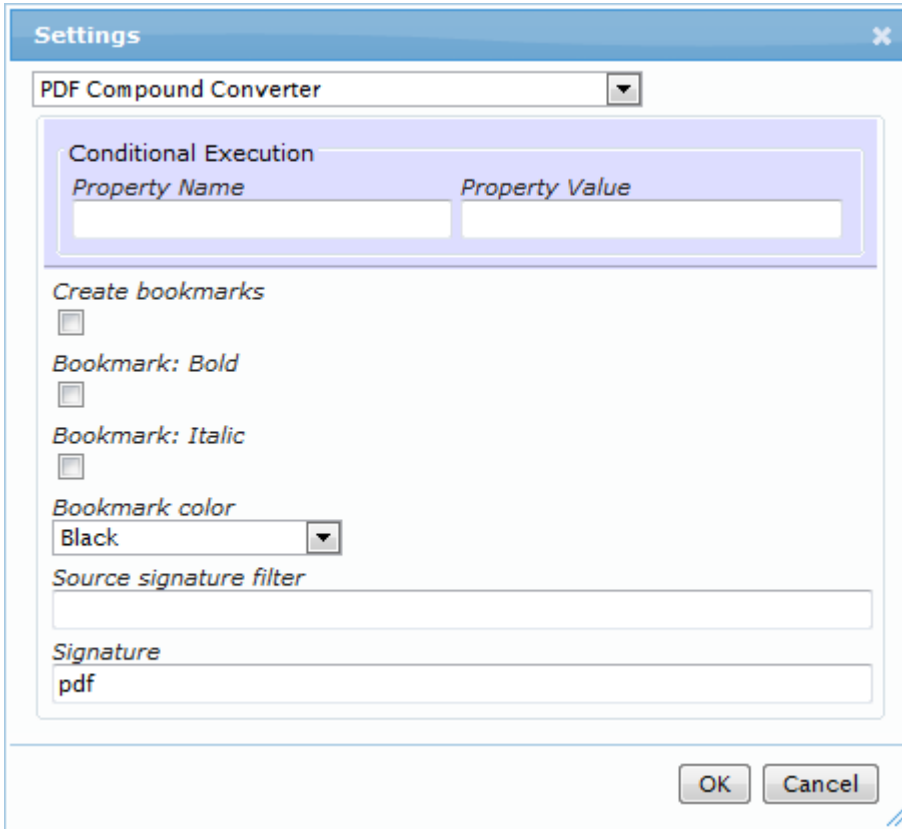 Settings
PDF Compound Converter
Conditional Execution
Property Name Property Value
Create bookmarks
Bookmark: Bold
Bookmark: Italic
Bookmark color
Black
Source signature filter
Signature
pdf
OK Cancel